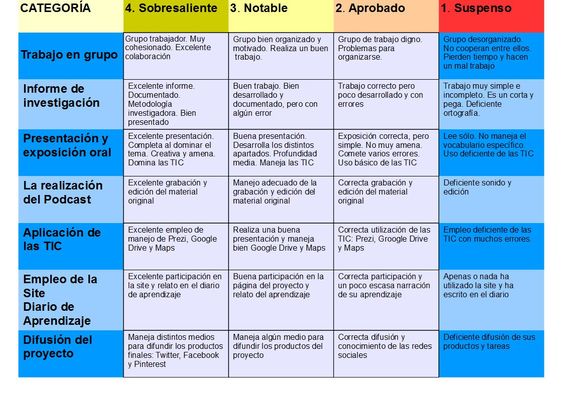 CATEGORÍA 4. Sobresaliente 3. Notable 2. Aprobado 1. Suspenso
Trabajo en grupo
Grupo trabajador. Muy
cohesionado. Excelente
colaboración
Grupo bien organizado y
motivado. Realiza un buen
trabajo.
Grupo de trabajo digno.
Problemas para
organizarse.
Grupo desorganizado.
No cooperan entre ellos.
Pierden tiempo y hacen
un mal trabajo
Informe de
investigación
Excelente informe.
Documentado.
Metodología
investigadora. Bien
presentado
Buen trabajo. Bien
desarrollado y
documentado, pero con
algún error
Trabajo correcto pero
poco desarrollado y con
errores
Trabajo muy simple e
incompleto. Es un corta y
pega. Deficiente
ortografía.
Presentación y
exposición oral
Excelente presentación.
Completa al dominar el
tema. Creativa y amena.
Domina las TIC
Buena presentación.
Desarrolla los distintos
apartados. Profundidad
media. Maneja las TIC
Exposición correcta, pero
simple. No muy amena.
Comete varios errores.
Uso básico de las TIC
Lee sólo. No maneja el
vocabulario específico.
Uso deficiente de las TIC
La realización
del Podcast
Excelente grabación y
edición del material
original
Manejo adecuado de la
grabación y edición del
material original
Correcta grabación y
edición del material
original
Deficiente sonido y
edición
Aplicación de
las TIC
Excelente empleo de
manejo de Prezi, Google
Drive y Maps
Realiza una buena
presentación y maneja
bien Google Drive y Maps
Correcta utilización de las
TIC: Prezi, Groogle Drive
y Maps
Empleo deficiente de las
TIC con muchos errores
Empleo de la
Site
Diario de
Aprendizaje
Excelente participación en
la site y relato en el diario
de aprendizaje
Buena participación en la
página del proyecto y
relato del aprendizaje
Correcta participación y
un poco escasa narración
de su aprendizaje
Apenas o nada ha
utilizado la site y ha
escrito en el diario
Difusión del
proyecto
Maneja distintos medios
para difundir los productos
finales: Twitter, Facebook
y Pinterest
Maneja algún medio para
difundir los productos del
proyecto
Correcta difusión y
conocimiento de las redes
sociales
Deficiente difusión de sus
productos y tareas